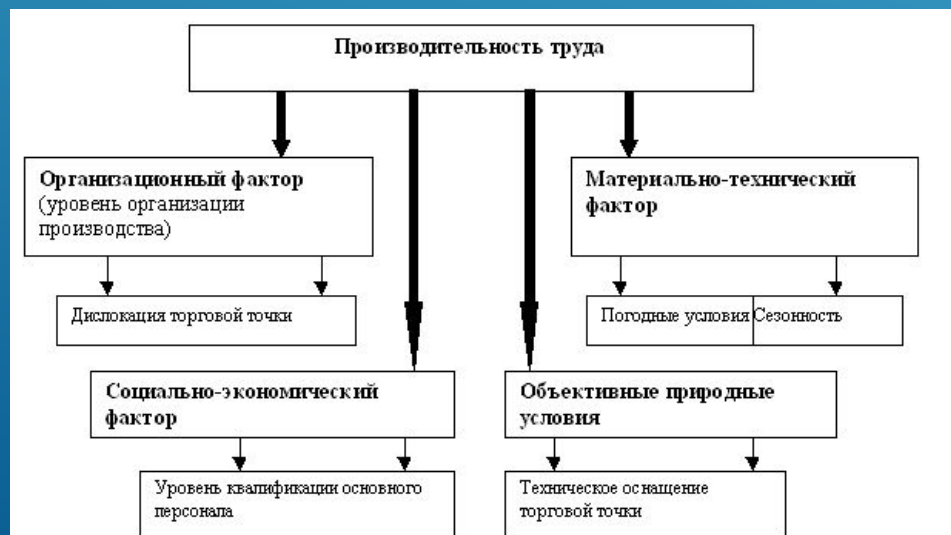 Производительность труда
Организационный фактор
(уровень организации
производства)
Материально-технический
фактор
Дислокация торговой точки
Погодные условия
Сезонность
Социально-экономический
фактор
Объективные природные
условия
Уровень квалификации основного
персонала
Техническое оснащение
торговой точки